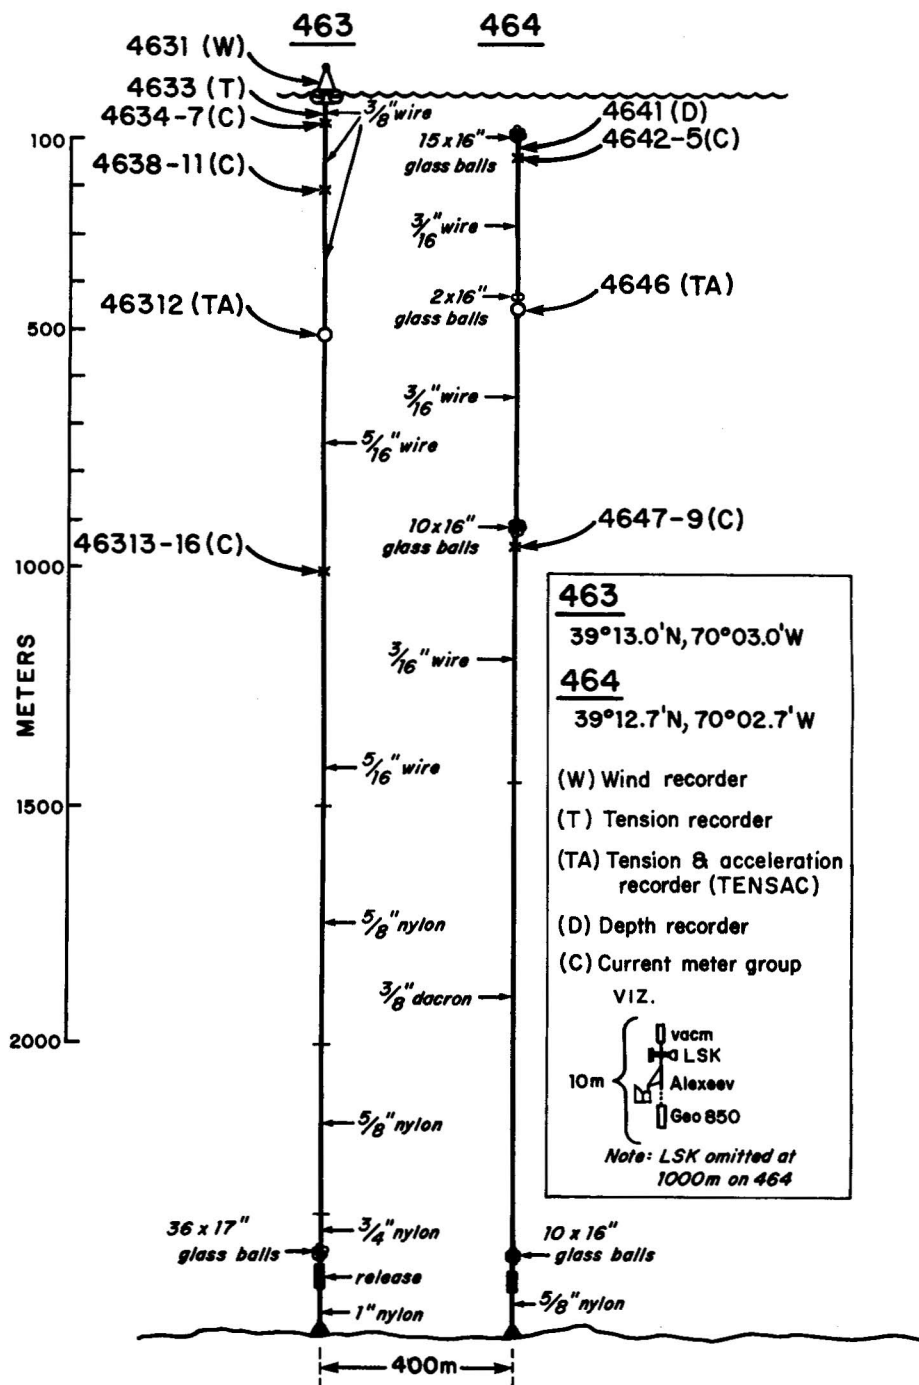 463
464
4631 (W)
4633 (T)
4634-7 (C)
4638-11 (C)
46312 (TA)
46313-16 (C)
3/8" wire
5/16" wire
5/16" wire
5/8" nylon
5/8" nylon
3/4" nylon
36 x 17"
glass balls
release
1" nylon
15 x 16"
glass balls
4641 (D)
4642-5 (C)
3/16" wire
2 x 16"
glass balls
4646 (TA)
3/16" wire
10 x 16"
glass balls
4647-9 (C)
3/16" wire
3/8" dacron
10 x 16"
glass balls
5/8" nylon
400m
METERS
100
500
1000
1500
2000
463
39°13.0'N, 70°03.0'W
464
39°12.7'N, 70°02.7'W
(W) Wind recorder
(T) Tension recorder
(TA) Tension & acceleration
recorder (TENSAC)
(D) Depth recorder
(C) Current meter group
VIZ.
10m
vacm
LSK
Alexeev
Geo 850
Note: LSK omitted at
1000m on 464